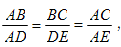 AB/AD = BC/DE = AC/AE ,